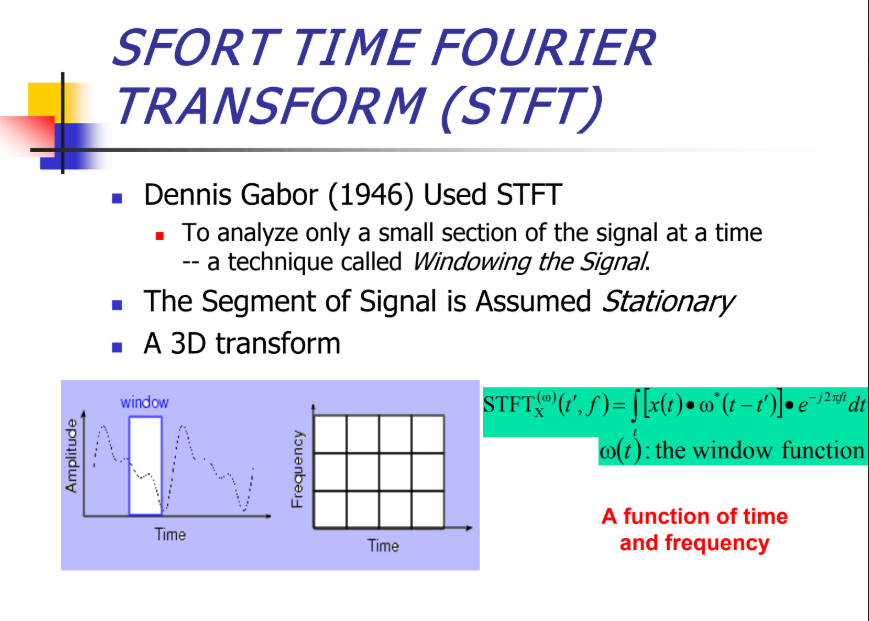 SFORT TIME FOURIER
TRANSFORM (STFT)
Dennis Gabor (1946) Used STFT
To analyze only a small section of the signal at a time
-- a technique called Windowing the Signal.
The Segment of Signal is Assumed Stationary
A 3D transform
window
Amplitude
Time
Frequency
Time
STFT_X^(ω)(t′, f) = ∫_t [x(t) • ω*(t − t′)] • e^(−j2πft) dt
ω(t) : the window function
A function of time
and frequency